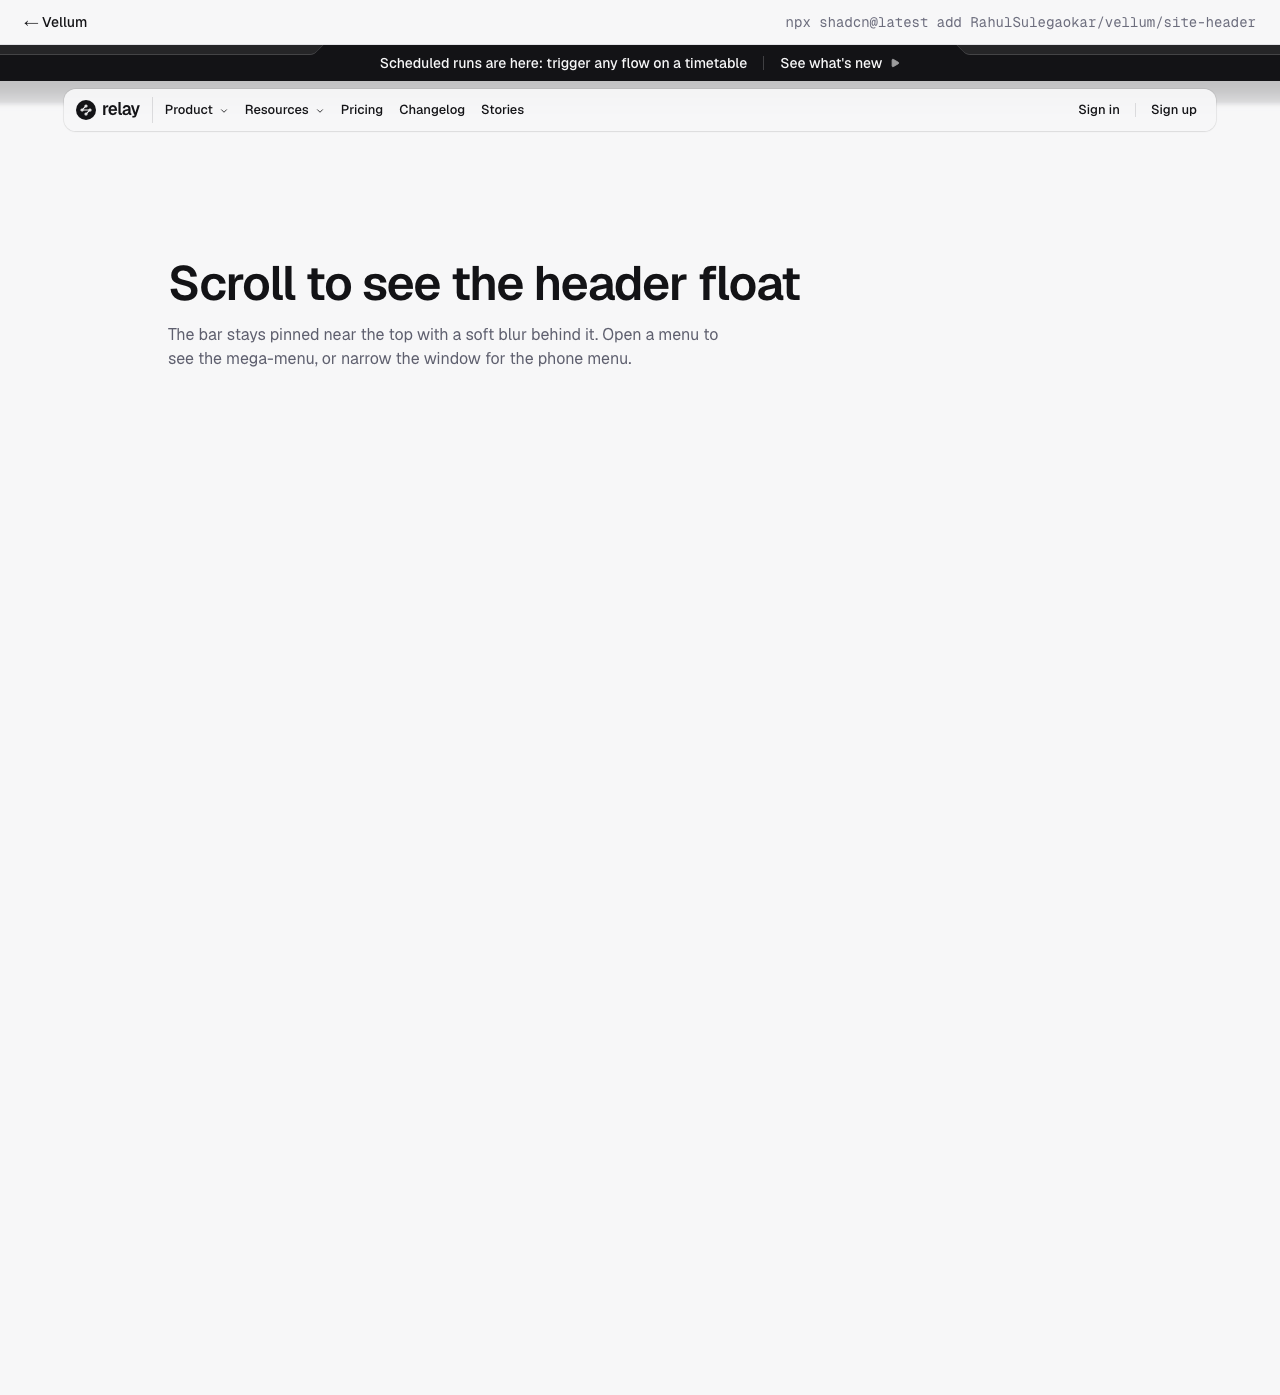 ← Vellum
npx shadcn@latest add RahulSulegaokar/vellum/site-header
Scheduled runs are here: trigger any flow on a timetable
See what's new
relay
Product
Resources
Pricing
Changelog
Stories
Sign in
Sign up
Scroll to see the header float
The bar stays pinned near the top with a soft blur behind it. Open a menu to
see the mega-menu, or narrow the window for the phone menu.